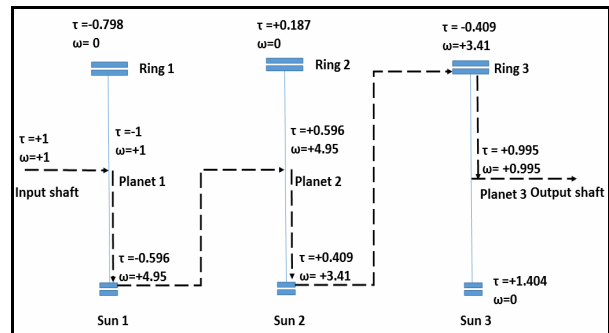 τ =-0.798
ω= 0
Ring 1
τ =+0.187
ω=0
Ring 2
τ = -0.409
ω=+3.41
Ring 3
τ =+1
ω=+1
Input shaft
τ =-1
ω=+1
Planet 1
τ =+0.596
ω=+4.95
Planet 2
τ = +0.995
ω= +0.995
Planet 3 Output shaft
τ =-0.596
ω=+4.95
Sun 1
τ =+0.409
ω= +3.41
Sun 2
τ =+1.404
ω=0
Sun 3